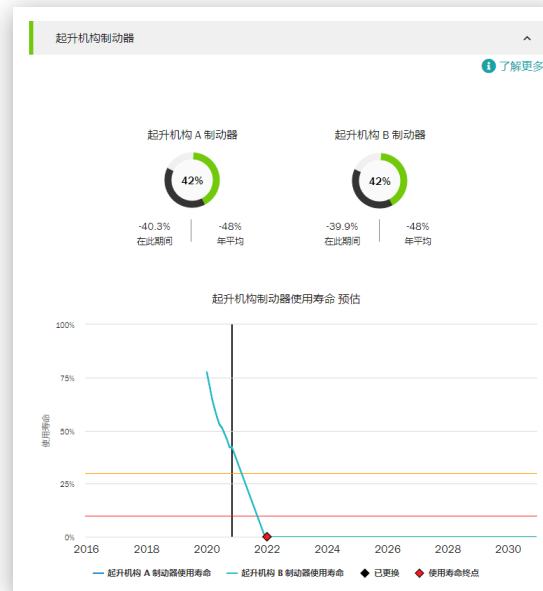 起升机构制动器
了解更多
起升机构 A 制动器 起升机构 B 制动器
42% 42%
-40.3% -48% -39.9% -48%
在此期间 年平均 在此期间 年平均
起升机构制动器使用寿命 预估
100%
75%
使用寿命
50%
25%
0%
2016 2018 2020 2022 2024 2026 2028 2030
起升机构 A 制动器使用寿命 起升机构 B 制动器使用寿命 已更换 使用寿命终点